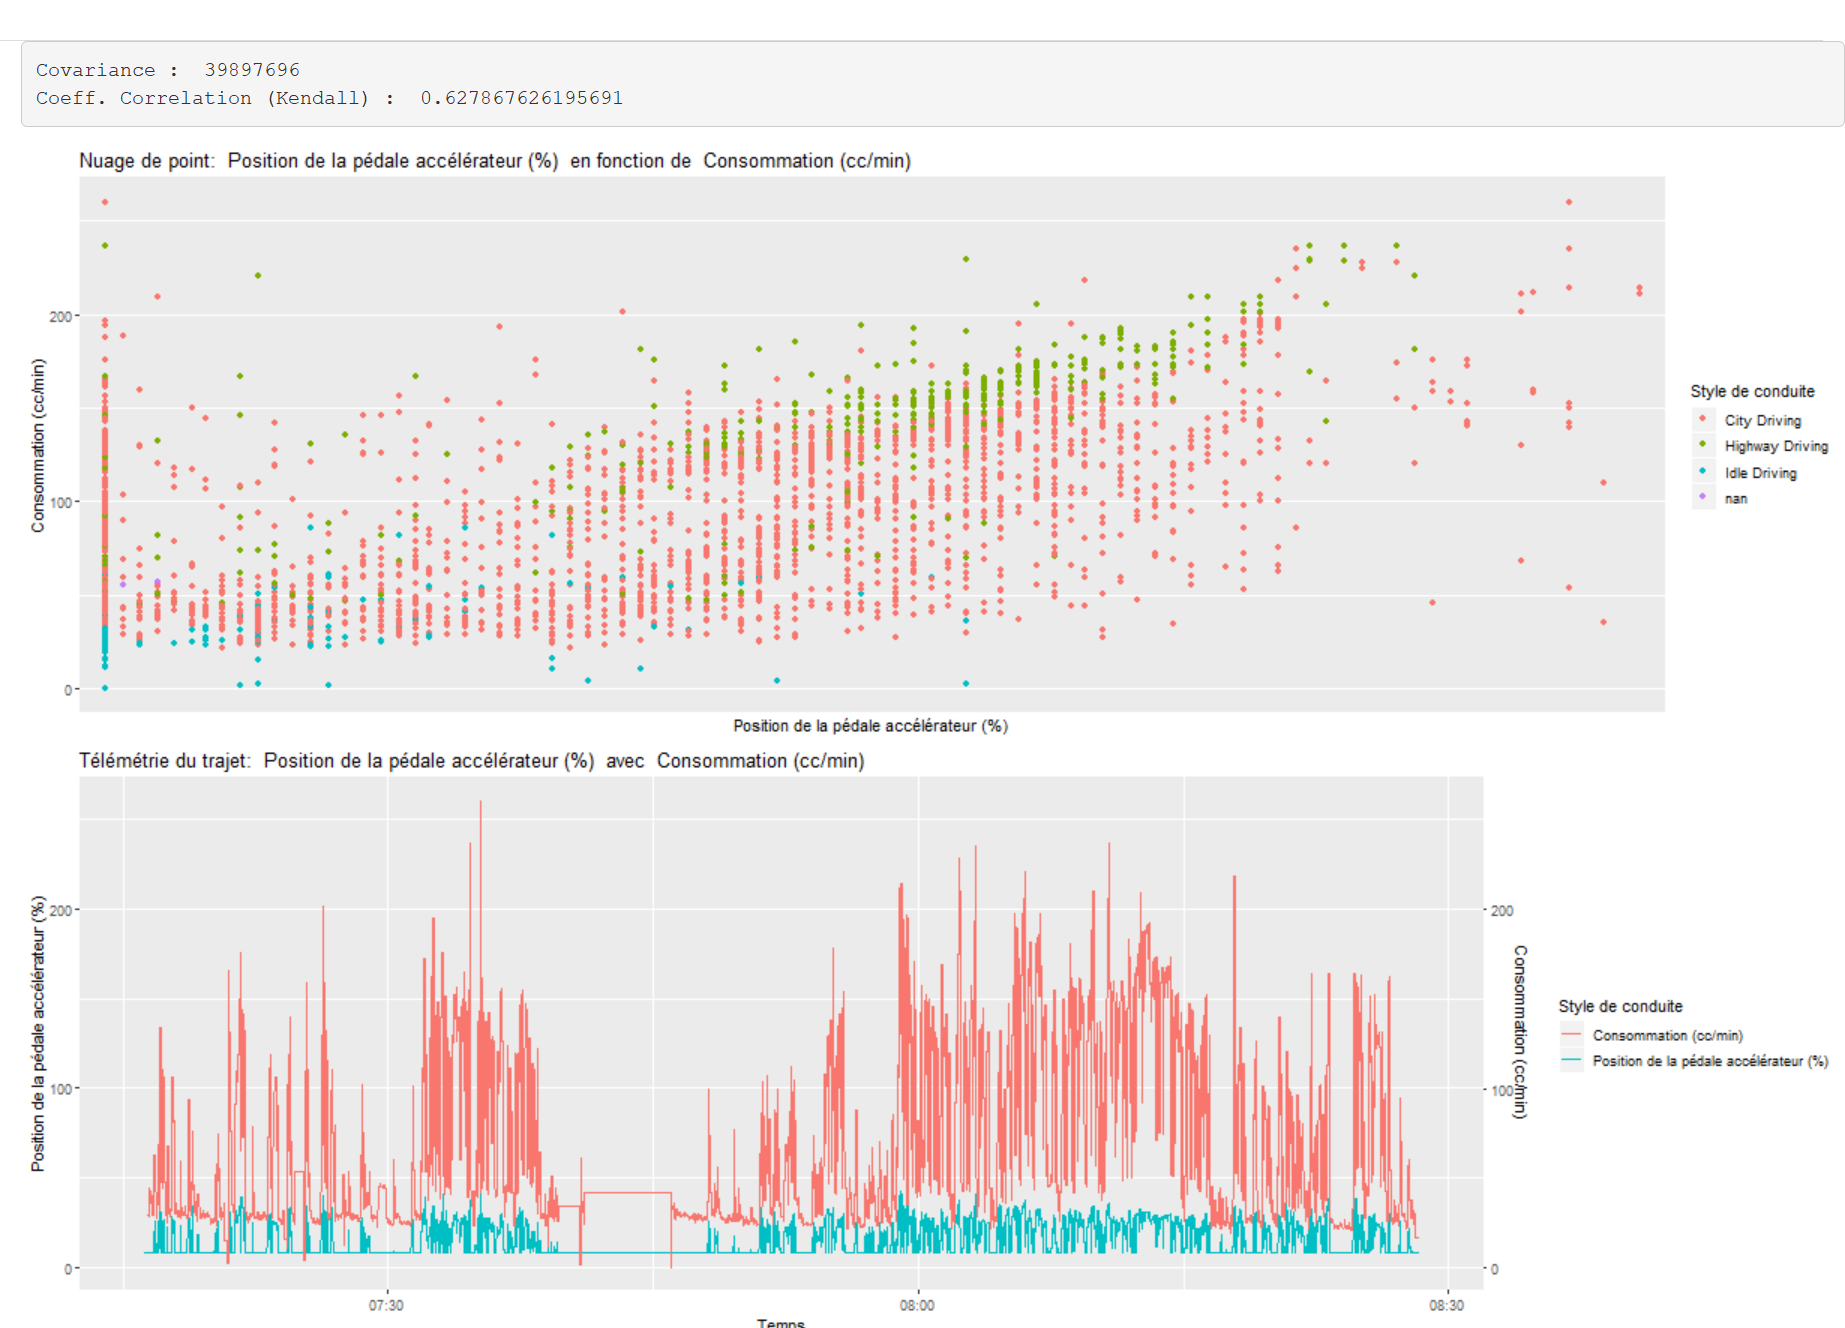 Covariance :  39897696
Coeff. Correlation (Kendall) :  0.627867626195691
Nuage de point:  Position de la pédale accélérateur (%)  en fonction de  Consommation (cc/min)
Consommation (cc/min)
200
100
0
Position de la pédale accélérateur (%)
Style de conduite
City Driving
Highway Driving
Idle Driving
nan
Télémétrie du trajet:  Position de la pédale accélérateur (%)  avec  Consommation (cc/min)
Position de la pédale accélérateur (%)
200
100
0
200
100
0
Consommation (cc/min)
07:30
08:00
08:30
Temps
Style de conduite
Consommation (cc/min)
Position de la pédale accélérateur (%)